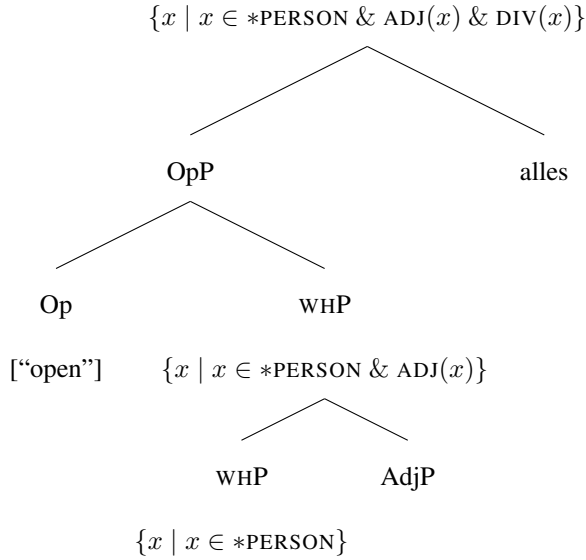 {x | x ∈ ∗PERSON & ADJ(x) & DIV(x)}
OpP alles
Op WHP
[“open”] {x | x ∈ ∗PERSON & ADJ(x)}
WHP AdjP
{x | x ∈ ∗PERSON}